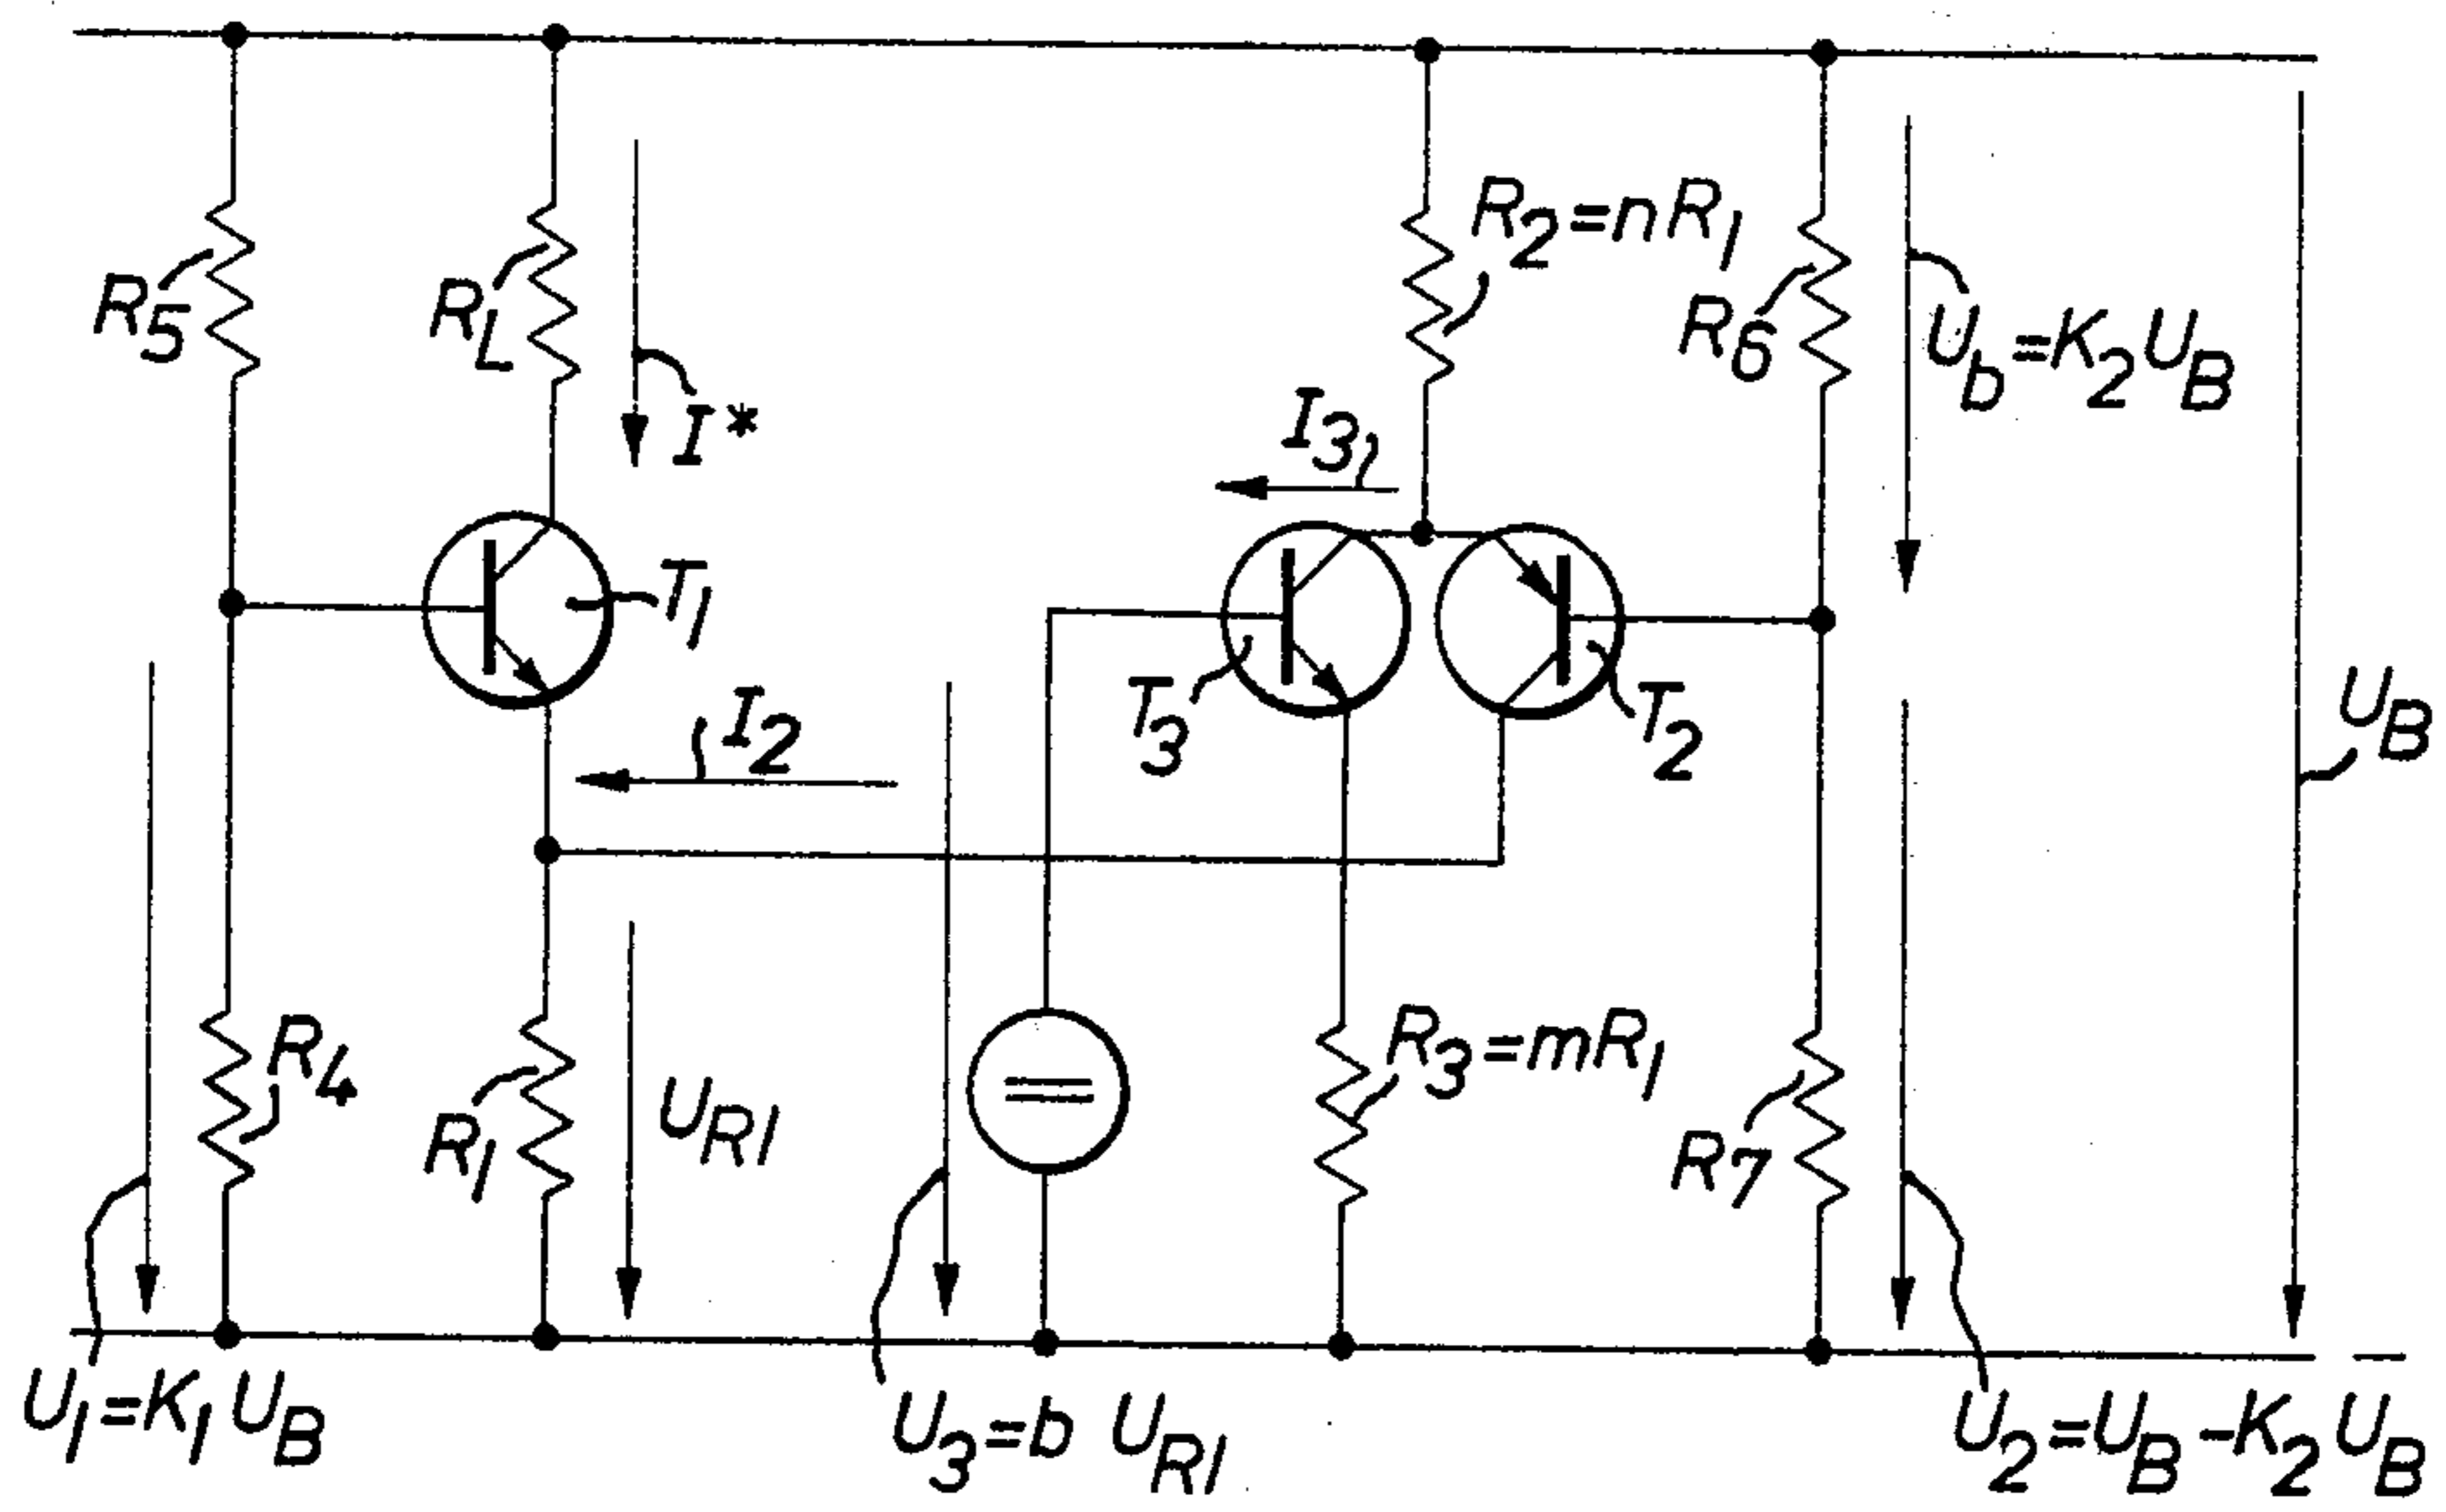 R5
RL
I*
R2=nR1
R6
Ub=K2UB
I3
T1
I2
T3
T2
UB
R4
R1
UR1
R3=mR1
R7
U1=K1UB
U3=b UR1
U2=UB-K2UB